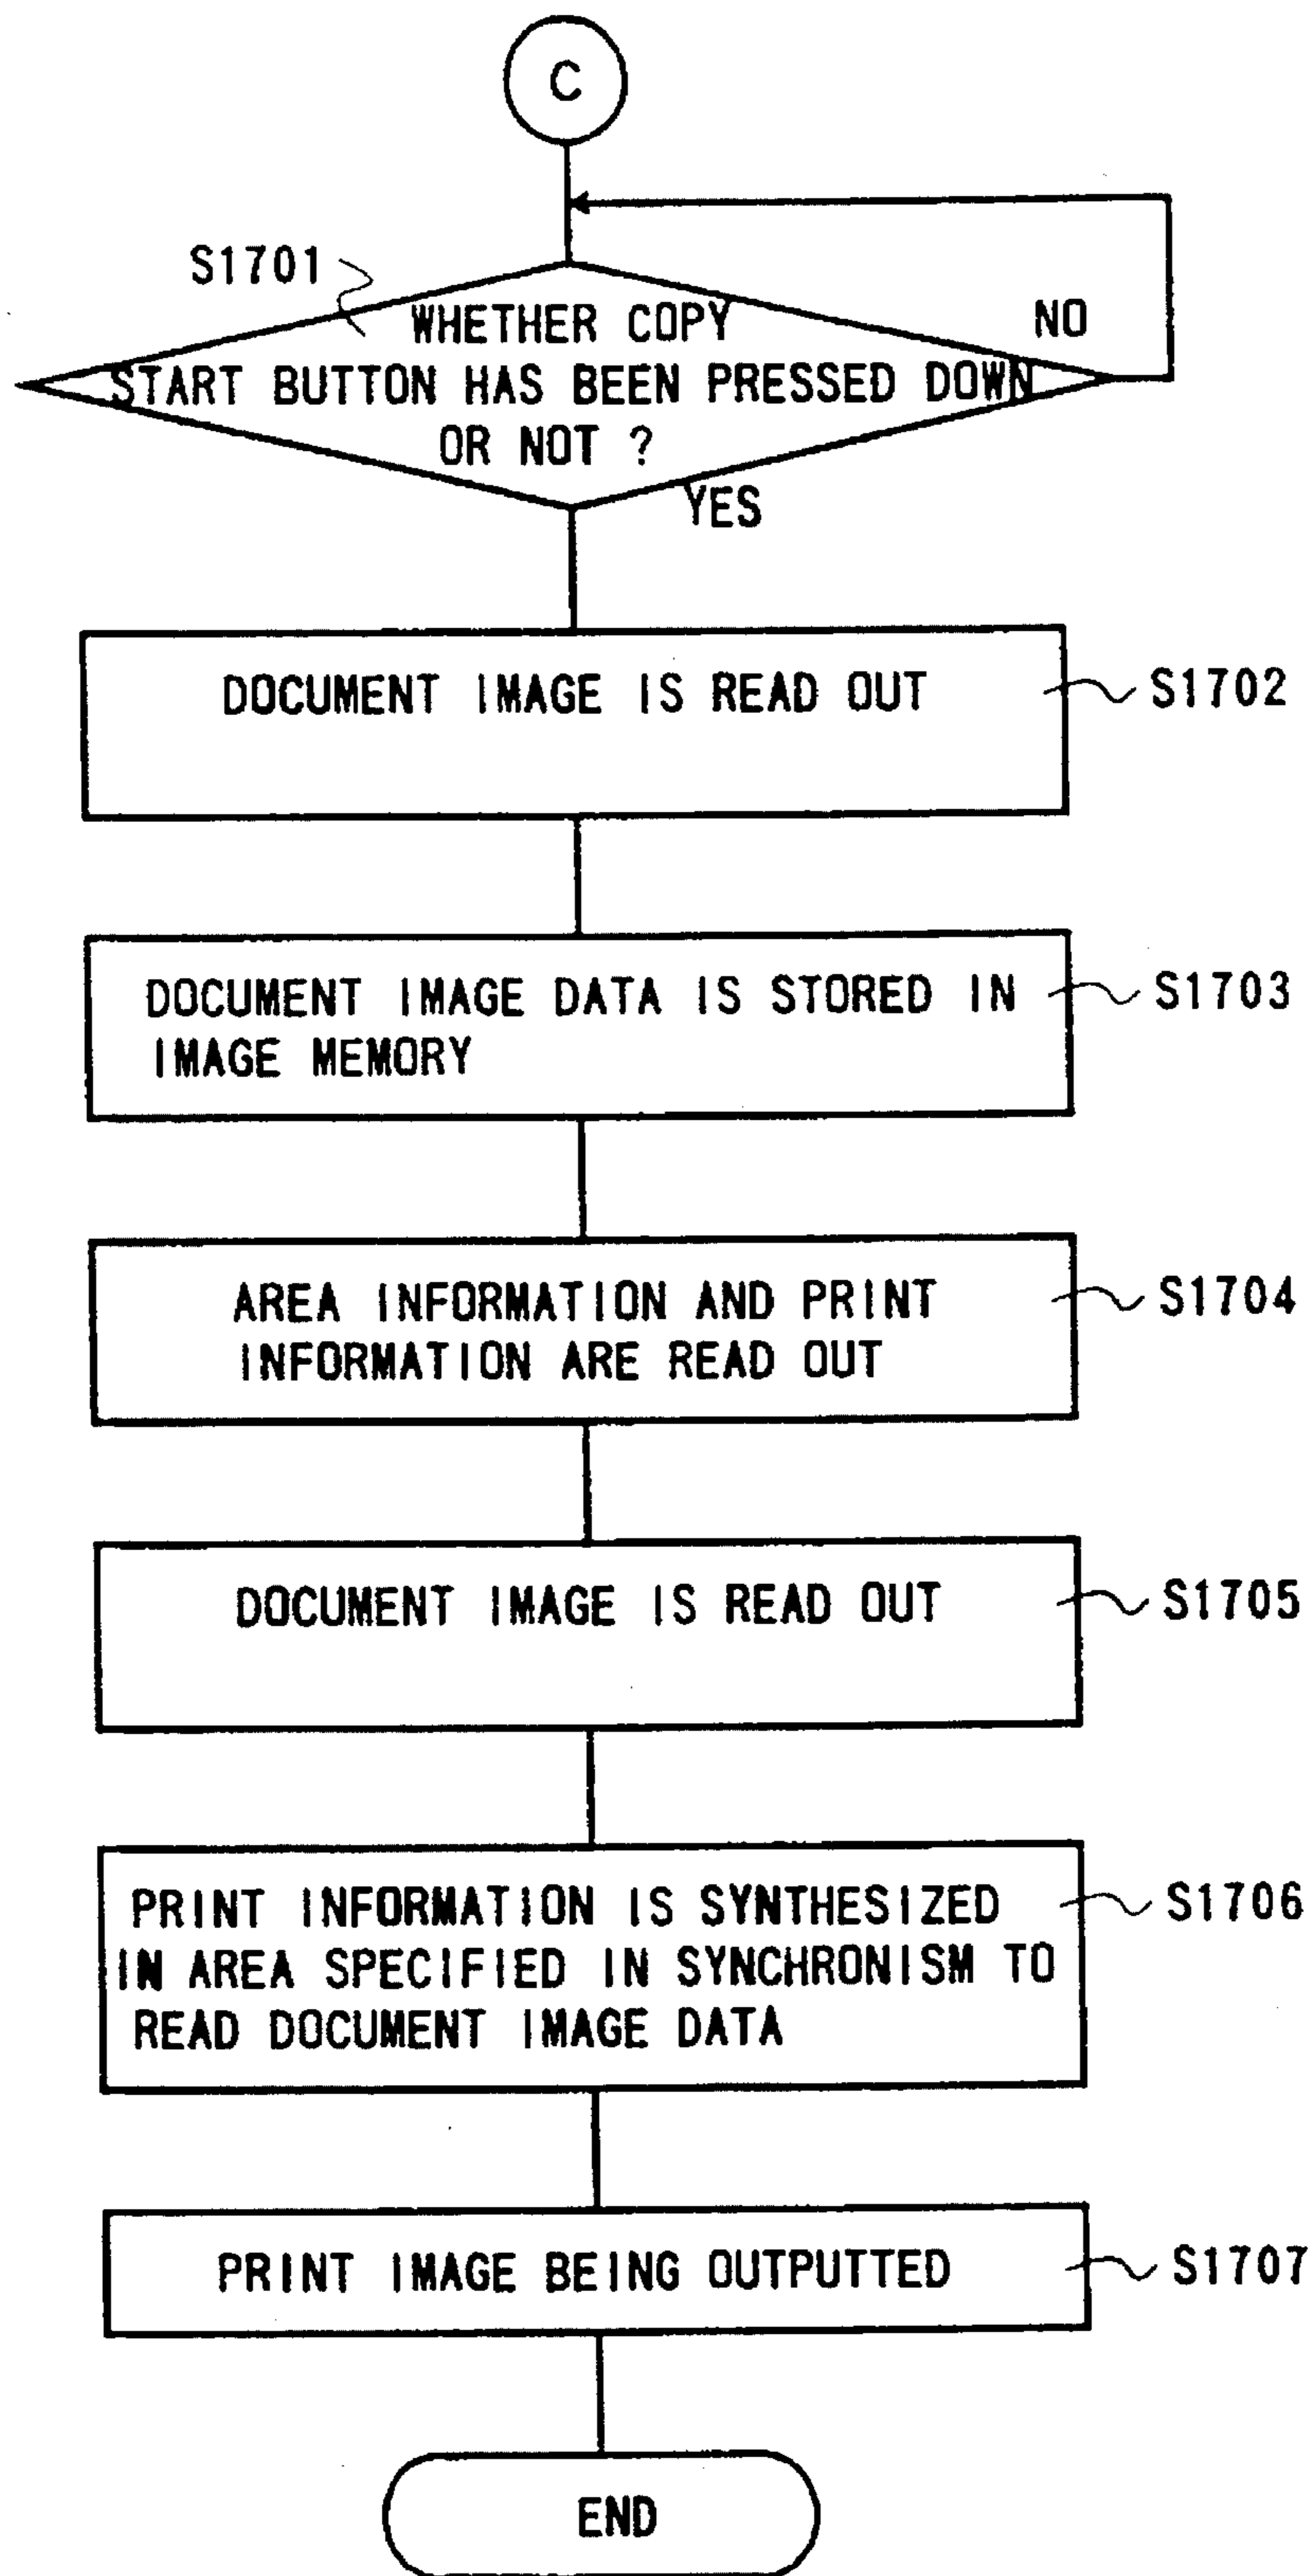 C
S1701
WHETHER COPY
NO
START BUTTON HAS BEEN PRESSED DOWN
OR NOT ?
YES
DOCUMENT IMAGE IS READ OUT
S1702
DOCUMENT IMAGE DATA IS STORED IN
S1703
IMAGE MEMORY
AREA INFORMATION AND PRINT
S1704
INFORMATION ARE READ OUT
DOCUMENT IMAGE IS READ OUT
S1705
PRINT INFORMATION IS SYNTHESIZED
S1706
IN AREA SPECIFIED IN SYNCHRONISM TO
READ DOCUMENT IMAGE DATA
PRINT IMAGE BEING OUTPUTTED
S1707
END